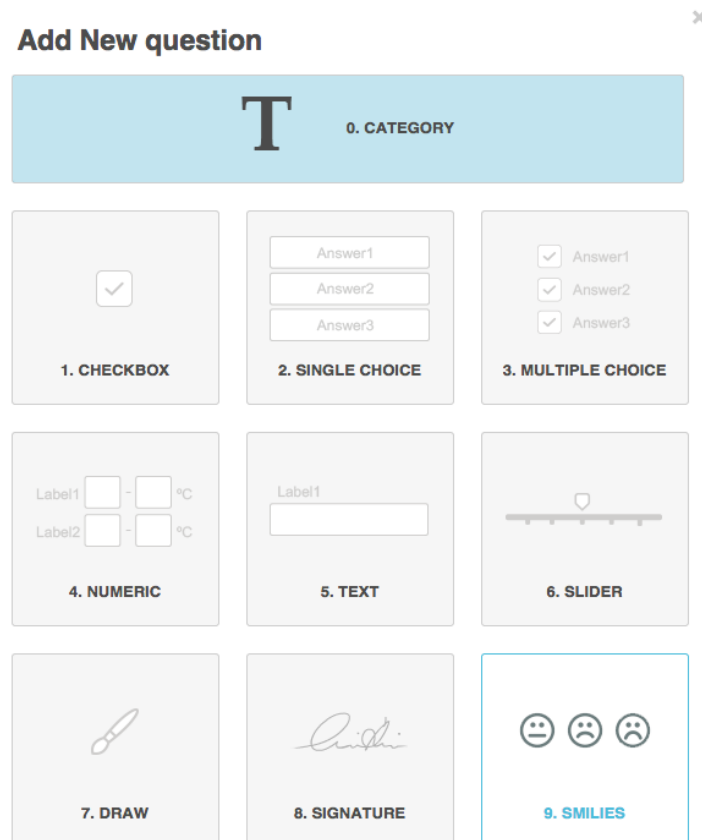 Add New question
T
0. CATEGORY
Answer1
Answer2
Answer3
Answer1
Answer2
Answer3
1. CHECKBOX
2. SINGLE CHOICE
3. MULTIPLE CHOICE
Label1 - ºC
Label2 - ºC
Label1
4. NUMERIC
5. TEXT
6. SLIDER
7. DRAW
8. SIGNATURE
9. SMILIES